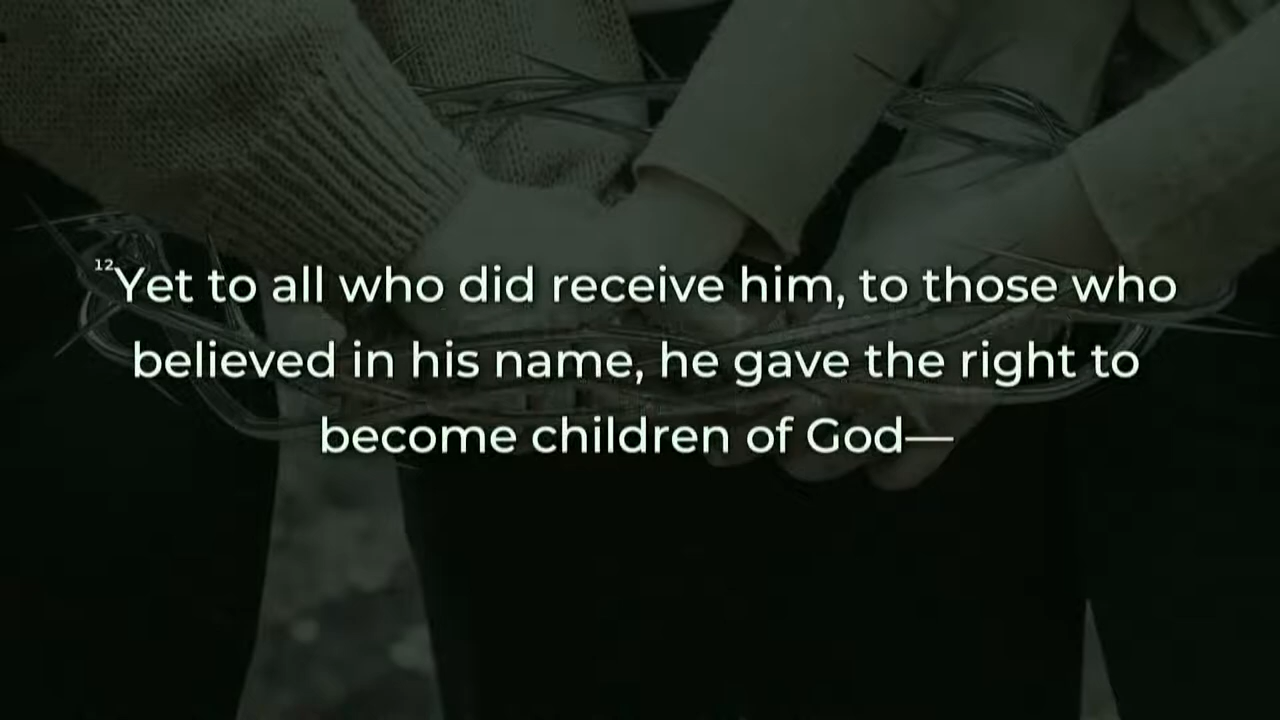 ¹²Yet to all who did receive him, to those who
believed in his name, he gave the right to
become children of God—